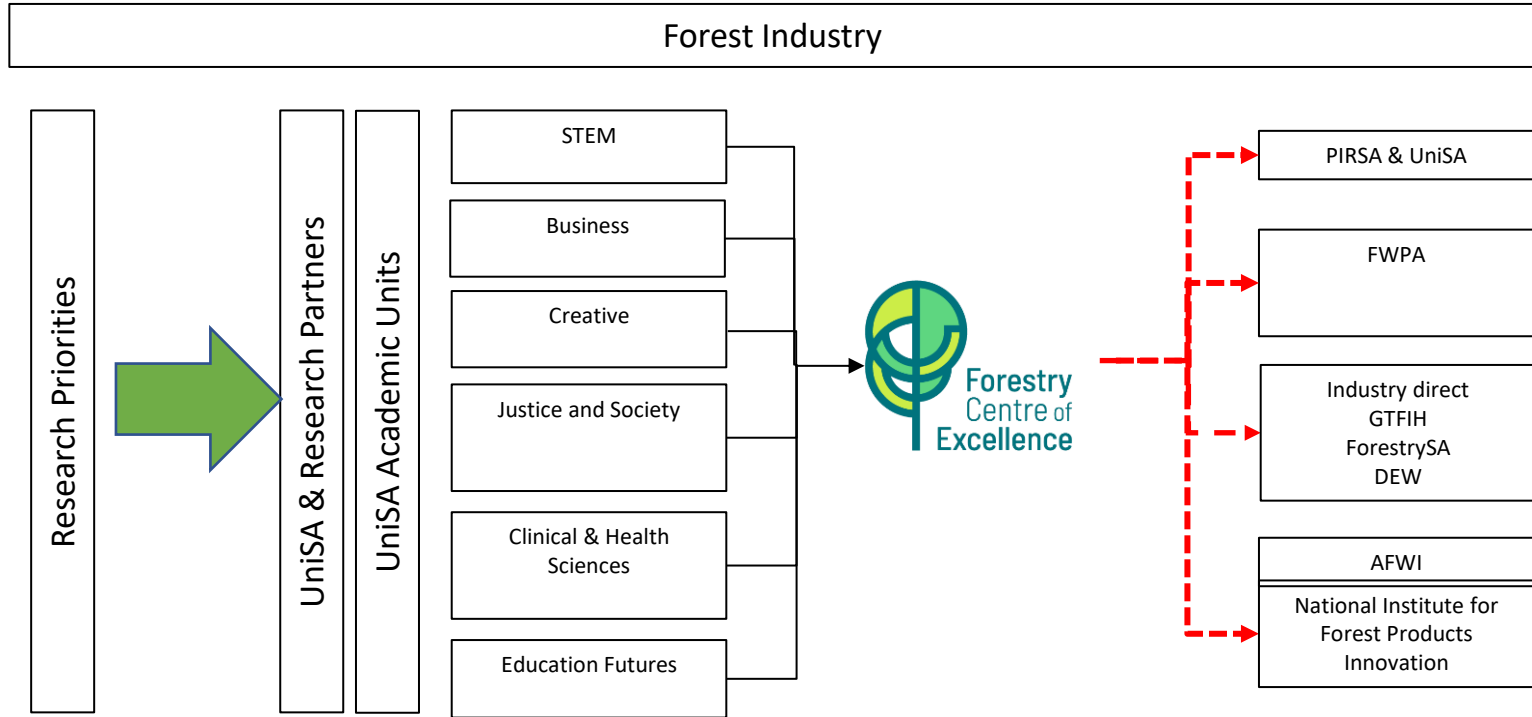 Forest Industry
Research Priorities
UniSA & Research Partners
UniSA Academic Units
STEM
Business
Creative
Justice and Society
Clinical & Health
Sciences
Education Futures
Forestry
Centre of
Excellence
PIRSA & UniSA
FWPA
Industry direct
GTFIH
ForestrySA
DEW
AFWI
National Institute for
Forest Products
Innovation